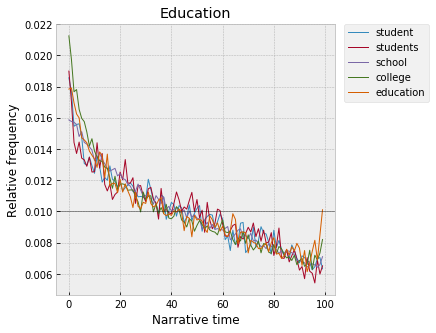 Education
0.022
0.020
0.018
0.016
0.014
0.012
0.010
0.008
0.006
0
20
40
60
80
100
Relative frequency
Narrative time
student
students
school
college
education